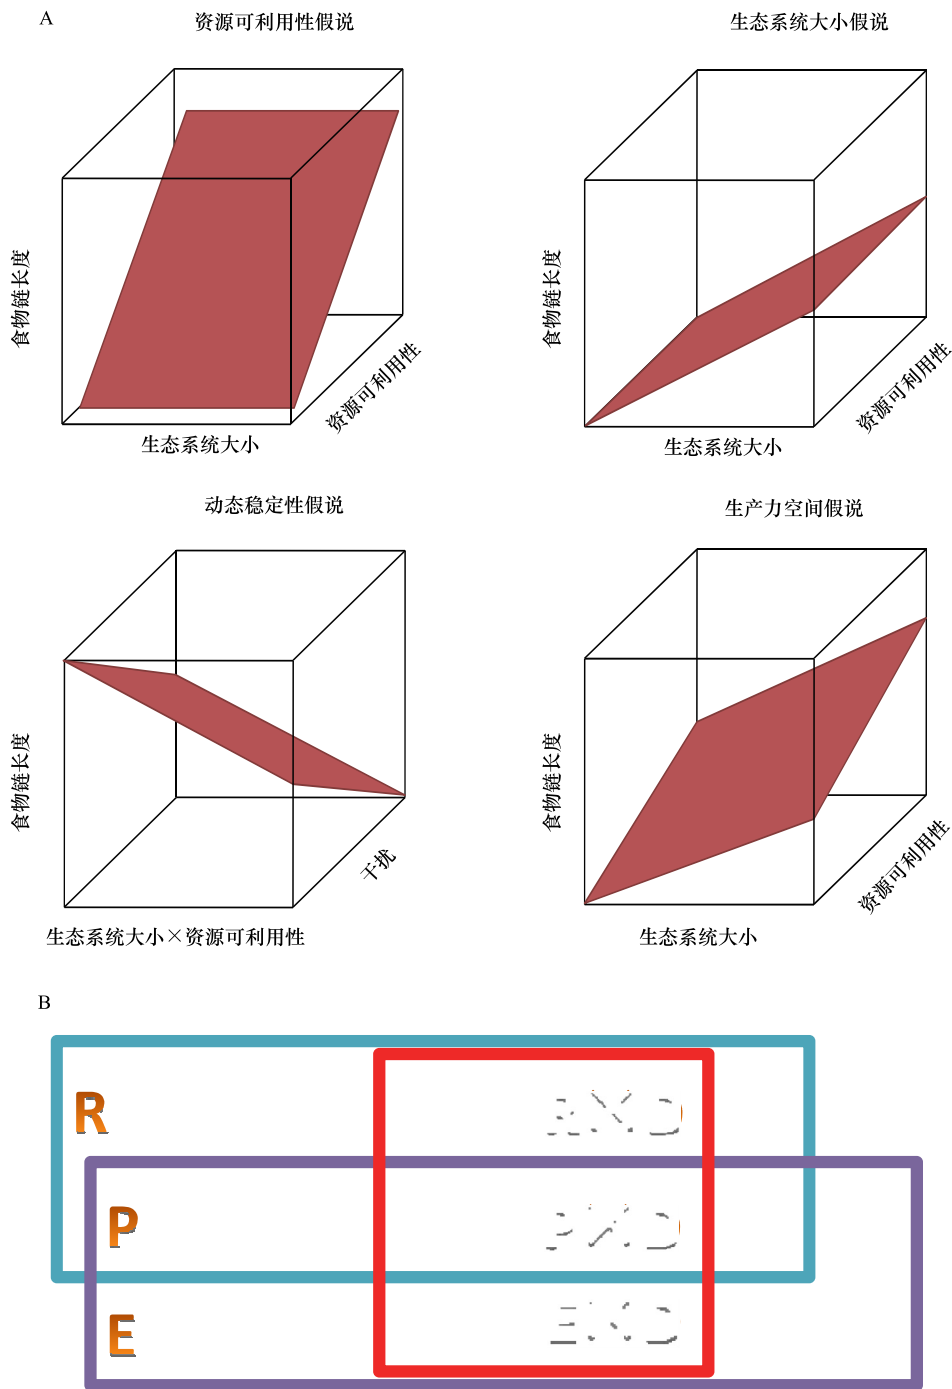 A
资源可利用性假说
生态系统大小假说
食物链长度
资源可利用性
生态系统大小
食物链长度
资源可利用性
生态系统大小
动态稳定性假说
生产力空间假说
食物链长度
干扰
生态系统大小×资源可利用性
食物链长度
资源可利用性
生态系统大小
B
R
R×D
P
P×D
E
E×D